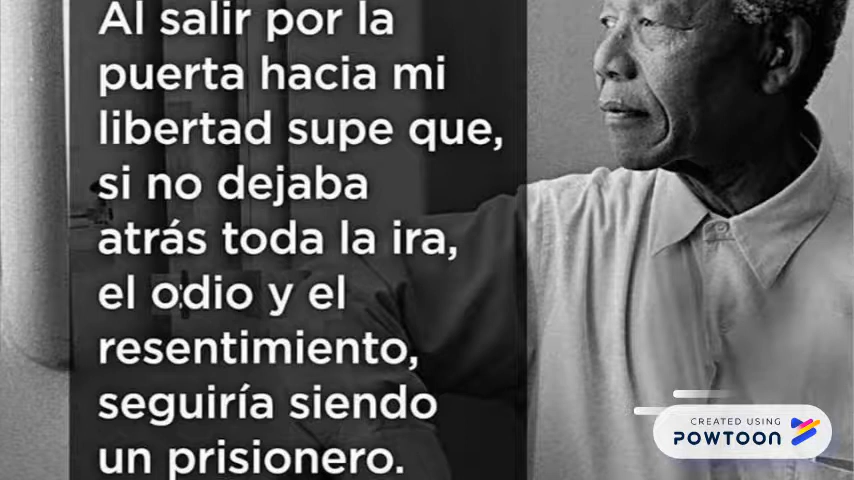 Al salir por la
puerta hacia mi
libertad supe que,
si no dejaba
atrás toda la ira,
el odio y el
resentimiento,
seguiría siendo
un prisionero.
CREATED USING
POWTOON